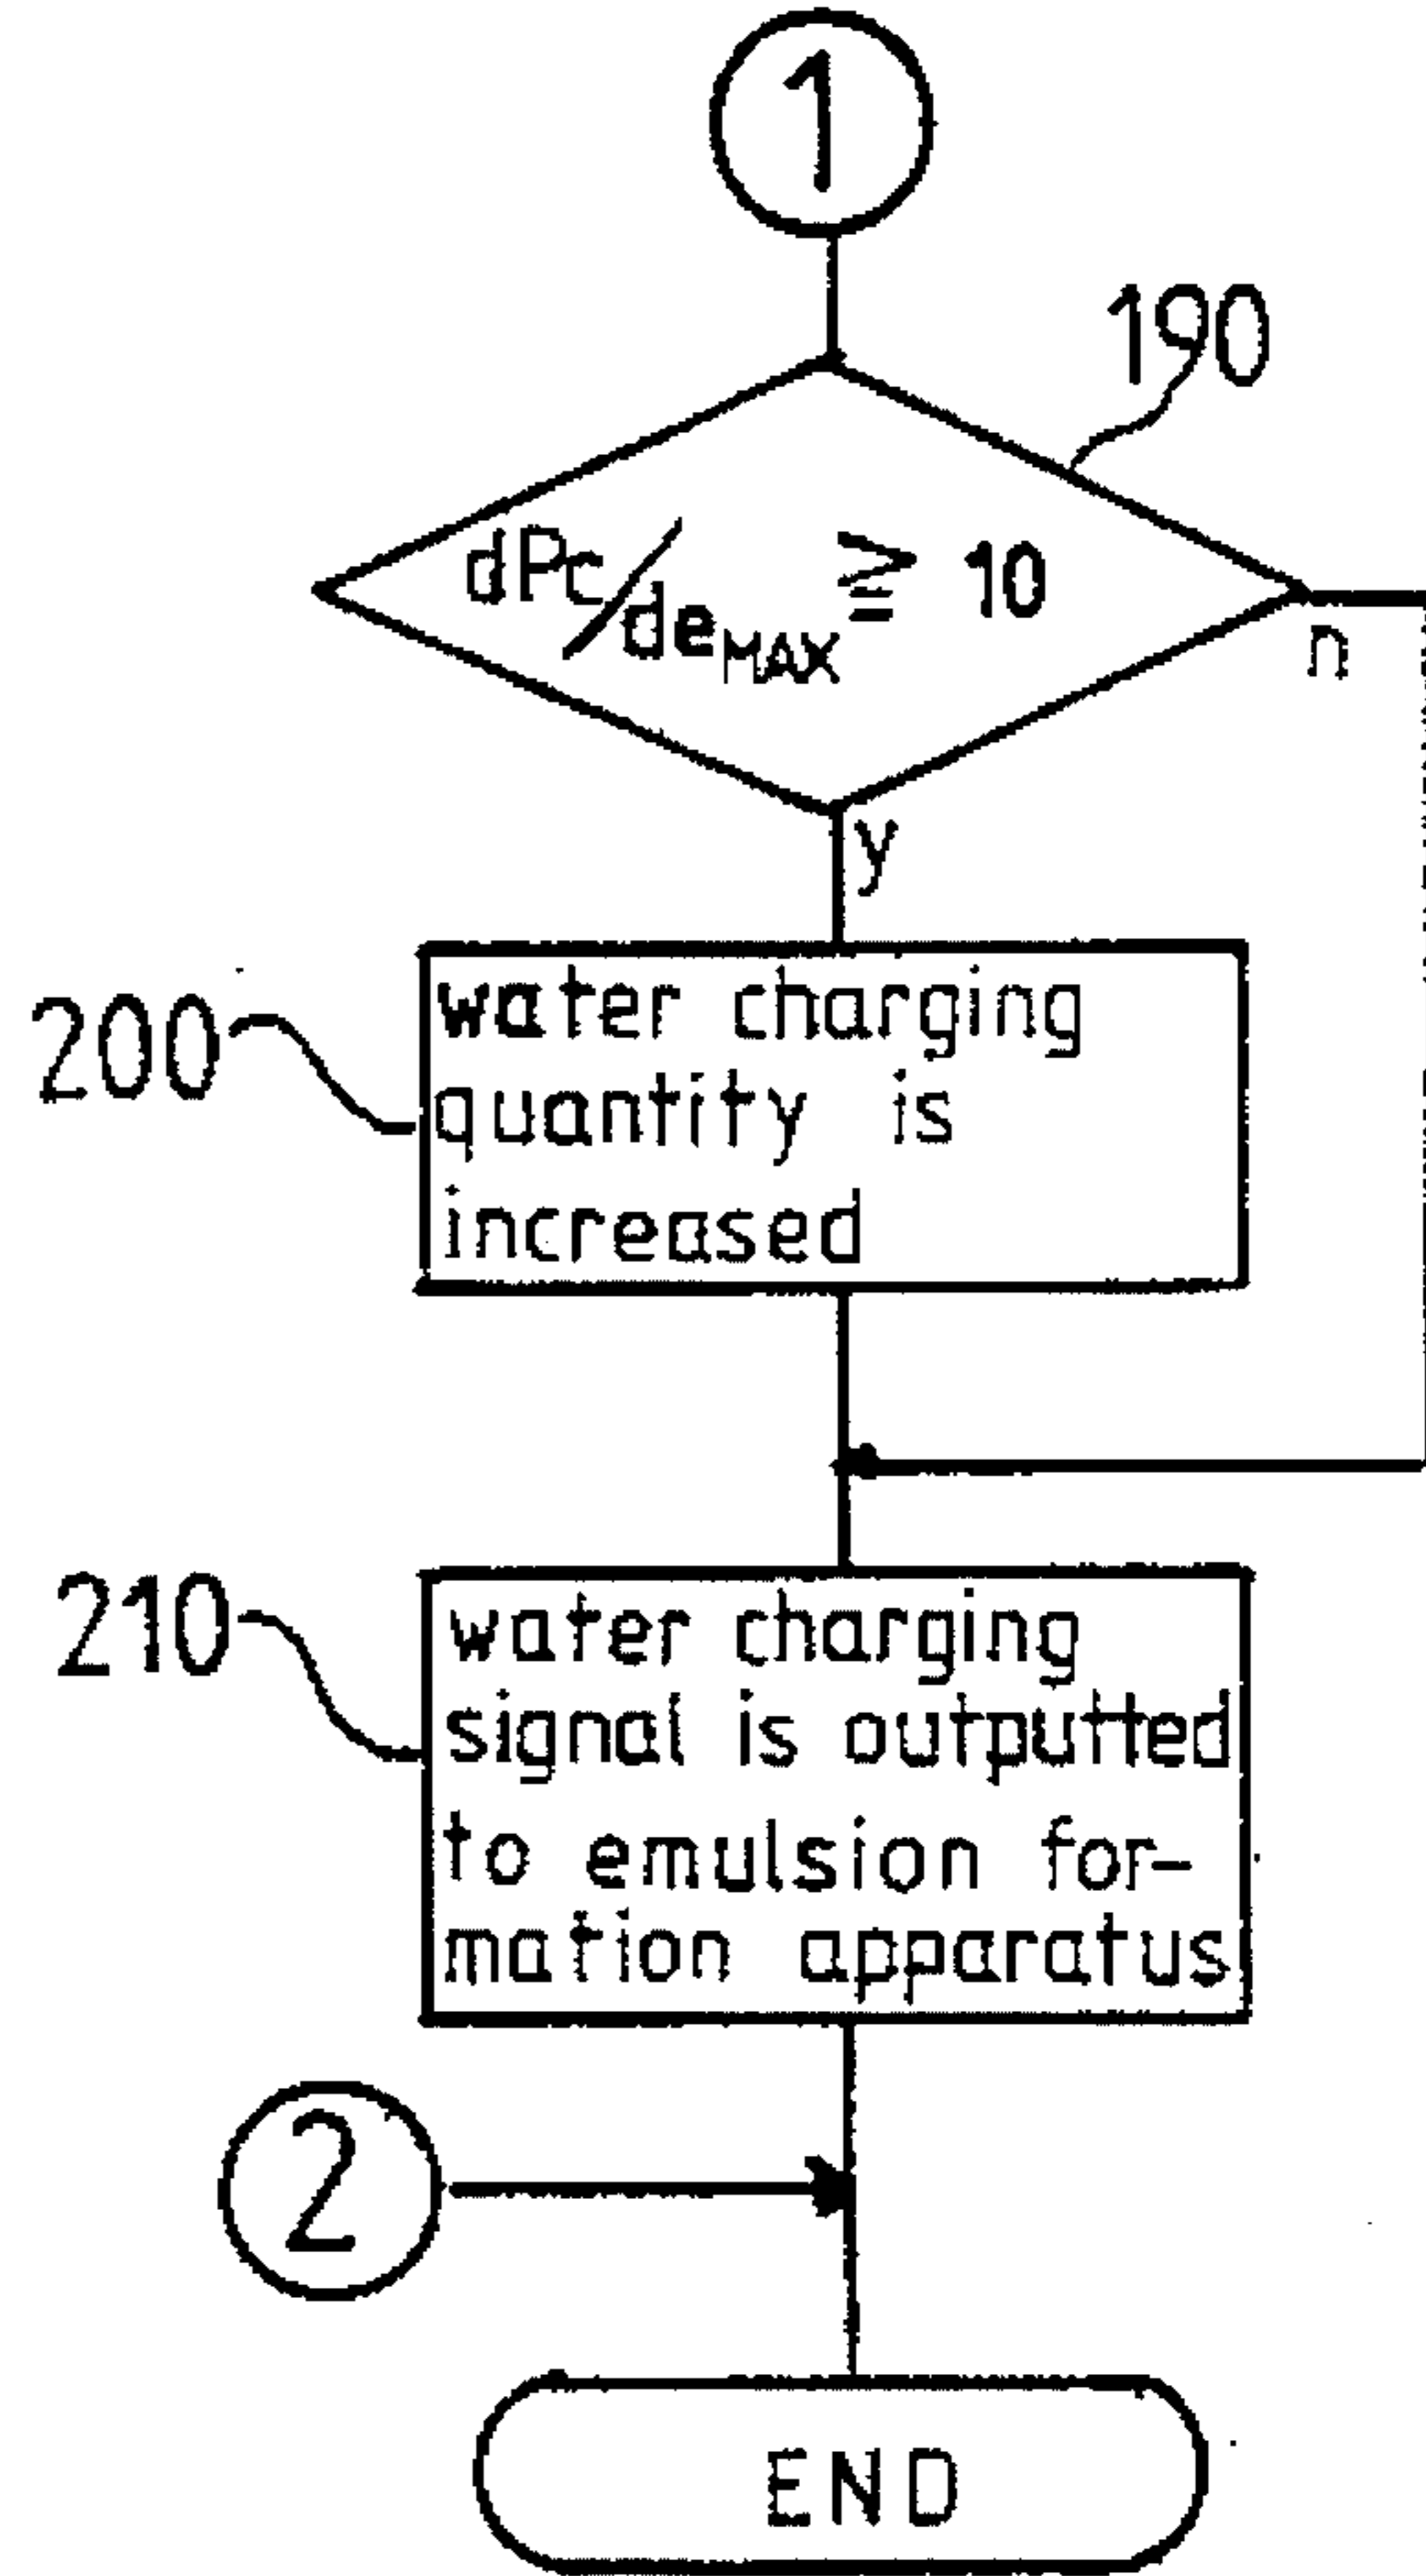 1
190
dPc/deMAX ≧ 10
n
y
200
water charging
quantity is
increased
210
water charging
signal is outputted
to emulsion for-
mation apparatus
2
END